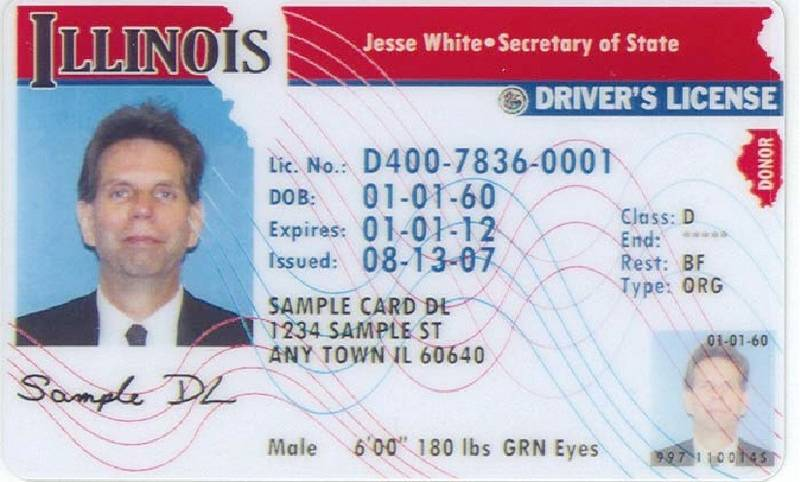 ILLINOIS
Jesse White•Secretary of State
DRIVER'S LICENSE
DONOR
Lic. No.: D400-7836-0001
DOB: 01-01-60
Expires: 01-01-12
Issued: 08-13-07
Class: D
End: *****
Rest: BF
Type: ORG
SAMPLE CARD DL
1234 SAMPLE ST
ANY TOWN IL 60640
Sample DL
Male 6'00" 180 lbs GRN Eyes
01-01-60